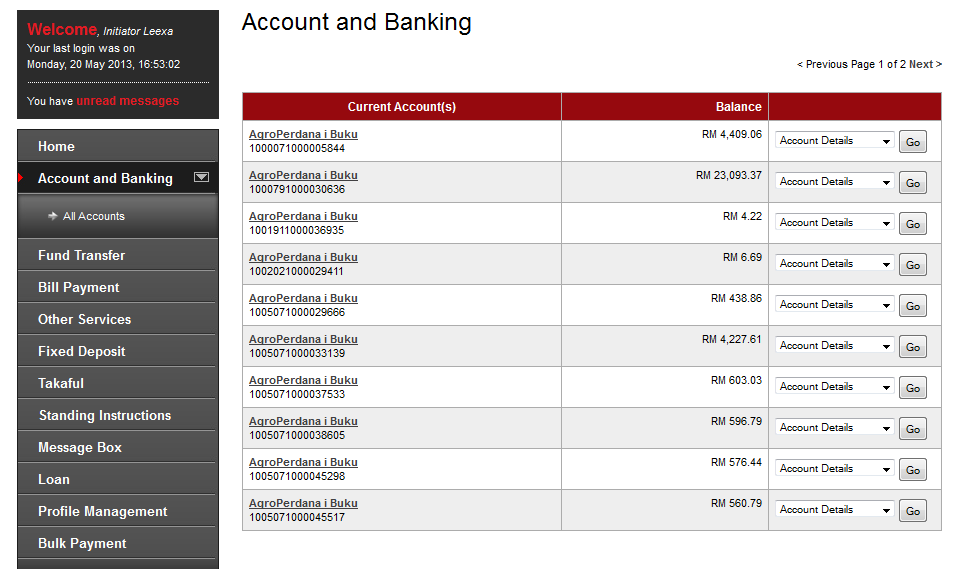 Welcome, Initiator Leexa
Your last login was on
Monday, 20 May 2013, 16:53:02
You have unread messages
Home
Account and Banking
All Accounts
Fund Transfer
Bill Payment
Other Services
Fixed Deposit
Takaful
Standing Instructions
Message Box
Loan
Profile Management
Bulk Payment
Account and Banking
< Previous Page 1 of 2 Next >
Current Account(s) Balance
AgroPerdana i Buku RM 4,409.06 Account Details Go
1000071000005844
AgroPerdana i Buku RM 23,093.37 Account Details Go
1000791000030636
AgroPerdana i Buku RM 4.22 Account Details Go
1001911000036935
AgroPerdana i Buku RM 6.69 Account Details Go
1002021000029411
AgroPerdana i Buku RM 438.86 Account Details Go
1005071000029666
AgroPerdana i Buku RM 4,227.61 Account Details Go
1005071000033139
AgroPerdana i Buku RM 603.03 Account Details Go
1005071000037533
AgroPerdana i Buku RM 596.79 Account Details Go
1005071000038605
AgroPerdana i Buku RM 576.44 Account Details Go
1005071000045298
AgroPerdana i Buku RM 560.79 Account Details Go
1005071000045517